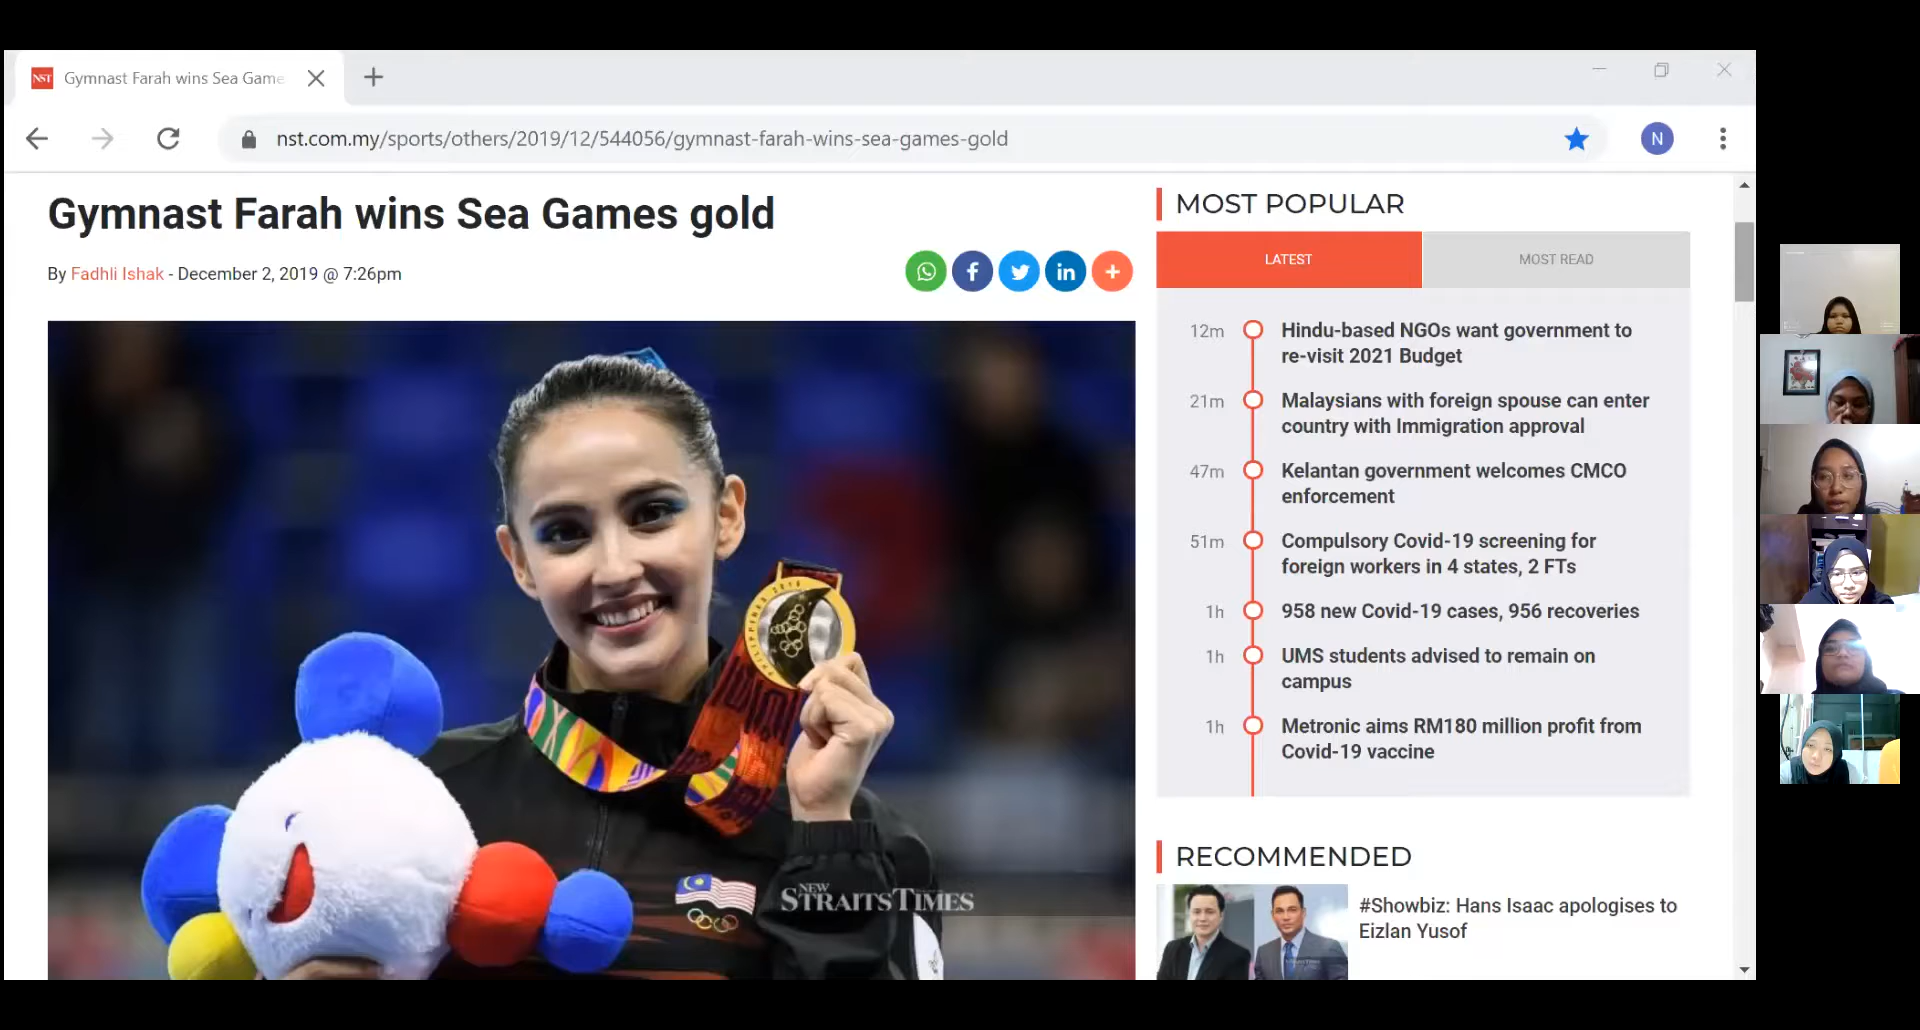 NST Gymnast Farah wins Sea Game
nst.com.my/sports/others/2019/12/544056/gymnast-farah-wins-sea-games-gold
N
Gymnast Farah wins Sea Games gold
By Fadhli Ishak - December 2, 2019 @ 7:26pm
PHILIPPINES 2019
NEW
STRAITS TIMES
MOST POPULAR
LATEST
MOST READ
12m
Hindu-based NGOs want government to
re-visit 2021 Budget
21m
Malaysians with foreign spouse can enter
country with Immigration approval
47m
Kelantan government welcomes CMCO
enforcement
51m
Compulsory Covid-19 screening for
foreign workers in 4 states, 2 FTs
1h
958 new Covid-19 cases, 956 recoveries
1h
UMS students advised to remain on
campus
1h
Metronic aims RM180 million profit from
Covid-19 vaccine
RECOMMENDED
#Showbiz: Hans Isaac apologises to
Eizlan Yusof